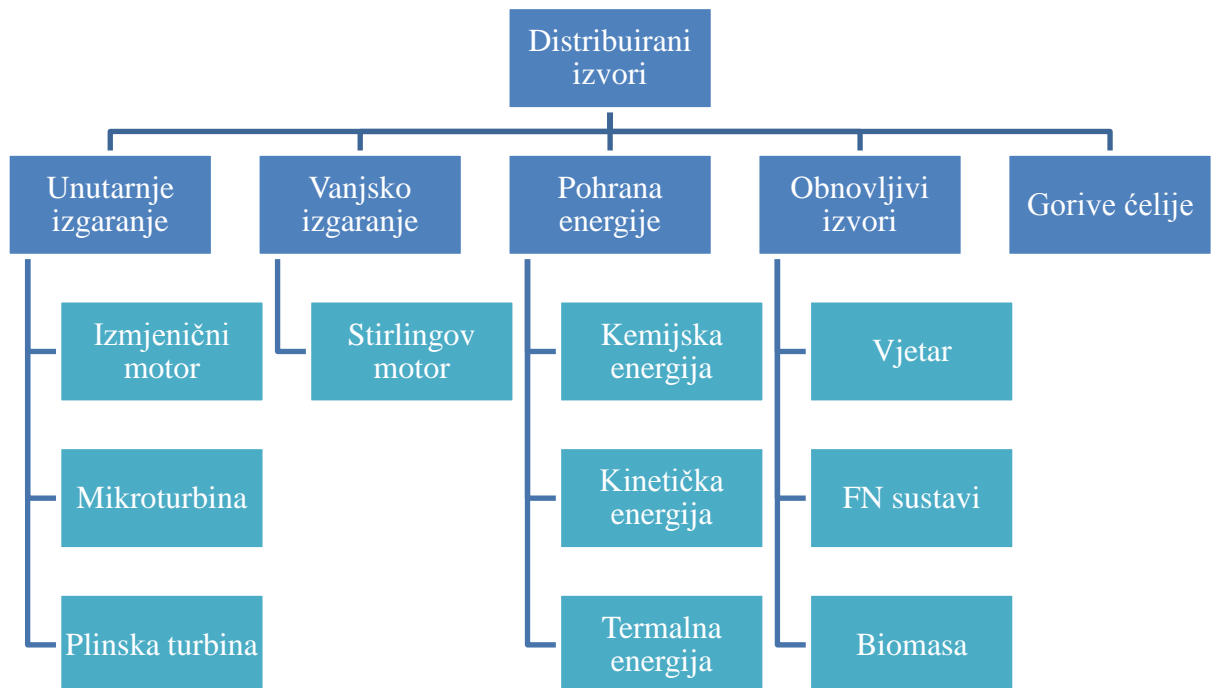 Distribuirani
izvori
Unutarnje
izgaranje
Vanjsko
izgaranje
Pohrana
energije
Obnovljivi
izvori
Gorive ćelije
Izmjenični
motor
Stirlingov
motor
Kemijska
energija
Vjetar
Mikroturbina
Kinetička
energija
FN sustavi
Plinska turbina
Termalna
energija
Biomasa